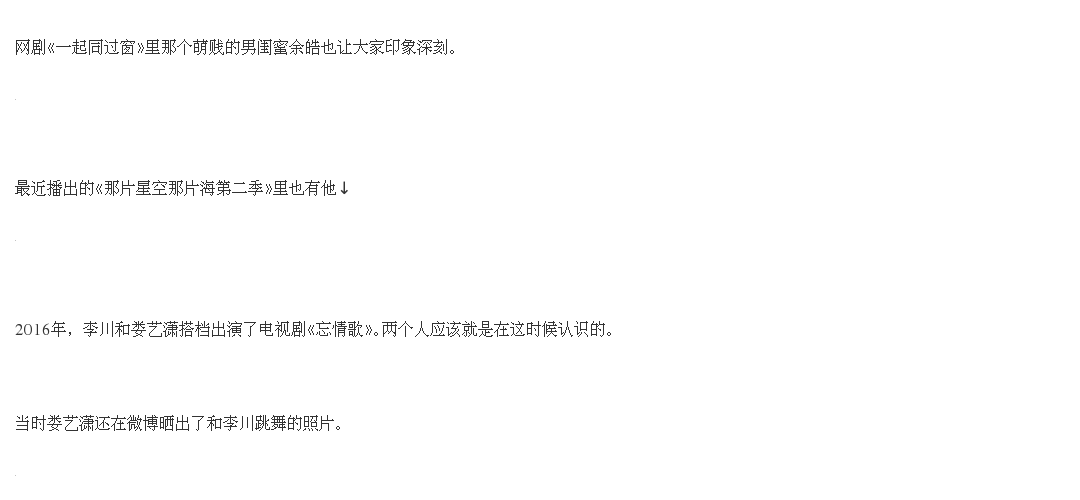 网剧《一起同过窗》里那个萌贱的男闺蜜余皓也让大家印象深刻。
最近播出的《那片星空那片海第二季》里也有他↓
2016年，李川和娄艺潇搭档出演了电视剧《忘情歌》。两个人应该就是在这时候认识的。
当时娄艺潇还在微博晒出了和李川跳舞的照片。